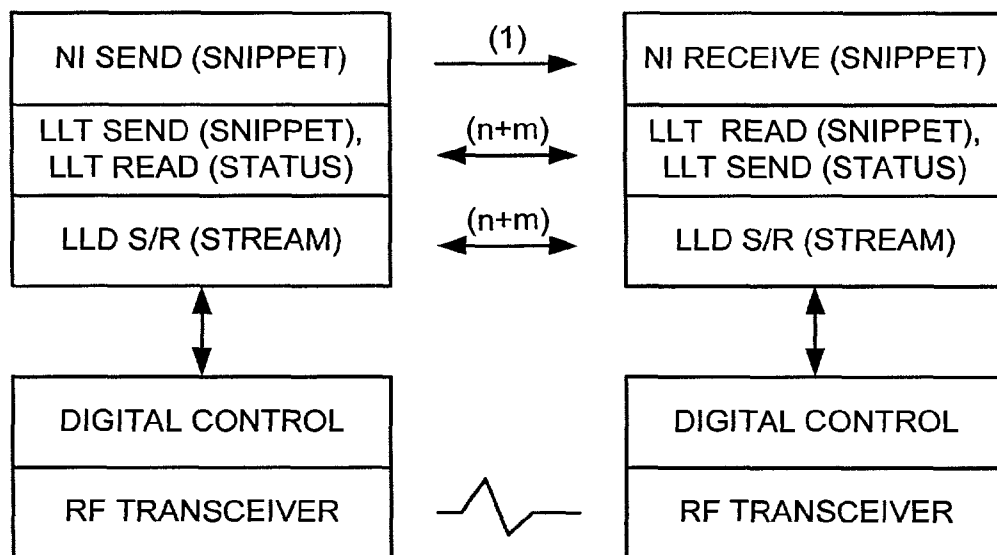 NI SEND (SNIPPET)
(1)
NI RECEIVE (SNIPPET)
LLT SEND (SNIPPET),
LLT READ (STATUS)
(n+m)
LLT READ (SNIPPET),
LLT SEND (STATUS)
LLD S/R (STREAM)
(n+m)
LLD S/R (STREAM)
DIGITAL CONTROL
DIGITAL CONTROL
RF TRANSCEIVER
RF TRANSCEIVER